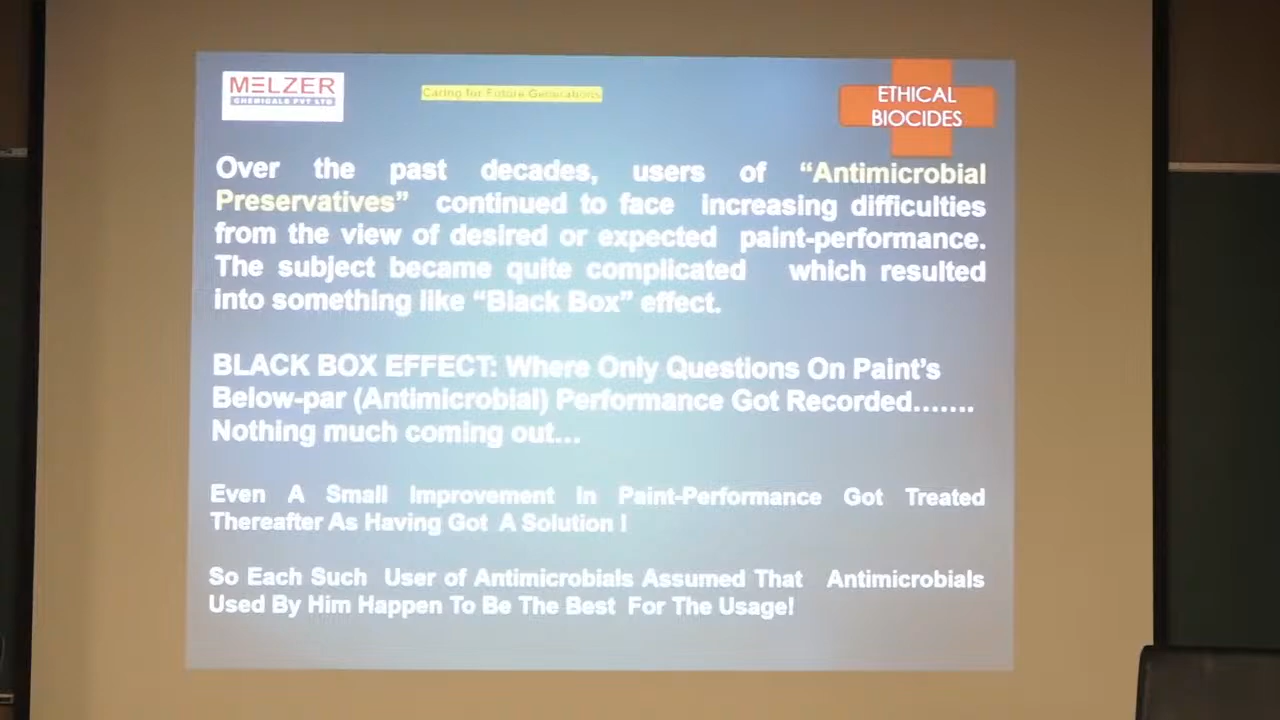 MELZER
CHEMICALS PVT LTD
Caring for Future Generations
ETHICAL
BIOCIDES
Over the past decades, users of “Antimicrobial
Preservatives” continued to face increasing difficulties
from the view of desired or expected paint-performance.
The subject became quite complicated which resulted
into something like “Black Box” effect.
BLACK BOX EFFECT: Where Only Questions On Paint’s
Below-par (Antimicrobial) Performance Got Recorded…….
Nothing much coming out…
Even A Small Improvement In Paint-Performance Got Treated
Thereafter As Having Got A Solution !
So Each Such User of Antimicrobials Assumed That Antimicrobials
Used By Him Happen To Be The Best For The Usage!